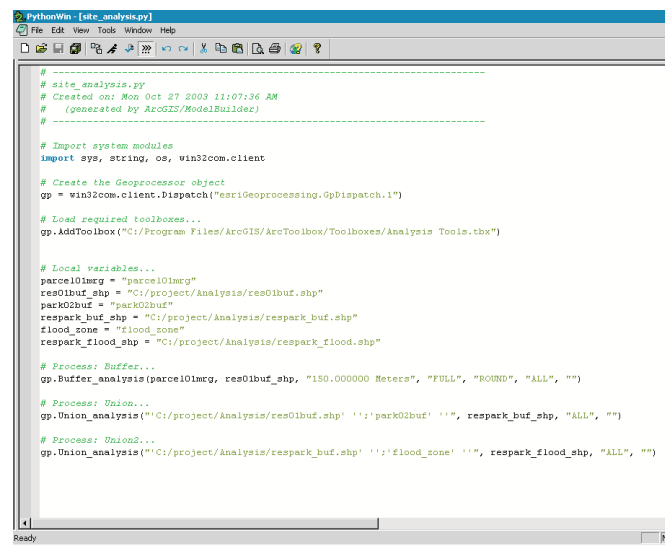 PythonWin - [site_analysis.py]
File Edit View Tools Window Help
# ---------------------------------------------------------------------------
# site_analysis.py
# Created on: Mon Oct 27 2003 11:07:36 AM
#   (generated by ArcGIS/ModelBuilder)
# ---------------------------------------------------------------------------
# Import system modules
import sys, string, os, win32com.client
# Create the Geoprocessor object
gp = win32com.client.Dispatch("esriGeoprocessing.GpDispatch.1")
# Load required toolboxes...
gp.AddToolbox("C:/Program Files/ArcGIS/ArcToolbox/Toolboxes/Analysis Tools.tbx")
# Local variables...
parcel01mrg = "parcel01mrg"
res01buf_shp = "C:/project/Analysis/res01buf.shp"
park02buf = "park02buf"
respark_buf_shp = "C:/project/Analysis/respark_buf.shp"
flood_zone = "flood_zone"
respark_flood_shp = "C:/project/Analysis/respark_flood.shp"
# Process: Buffer...
gp.Buffer_analysis(parcel01mrg, res01buf_shp, "150.000000 Meters", "FULL", "ROUND", "ALL", "")
# Process: Union...
gp.Union_analysis("'C:/project/Analysis/res01buf.shp' '';'park02buf' ''", respark_buf_shp, "ALL", "")
# Process: Union2...
gp.Union_analysis("'C:/project/Analysis/respark_buf.shp' '';'flood_zone' ''", respark_flood_shp, "ALL", "")
Ready